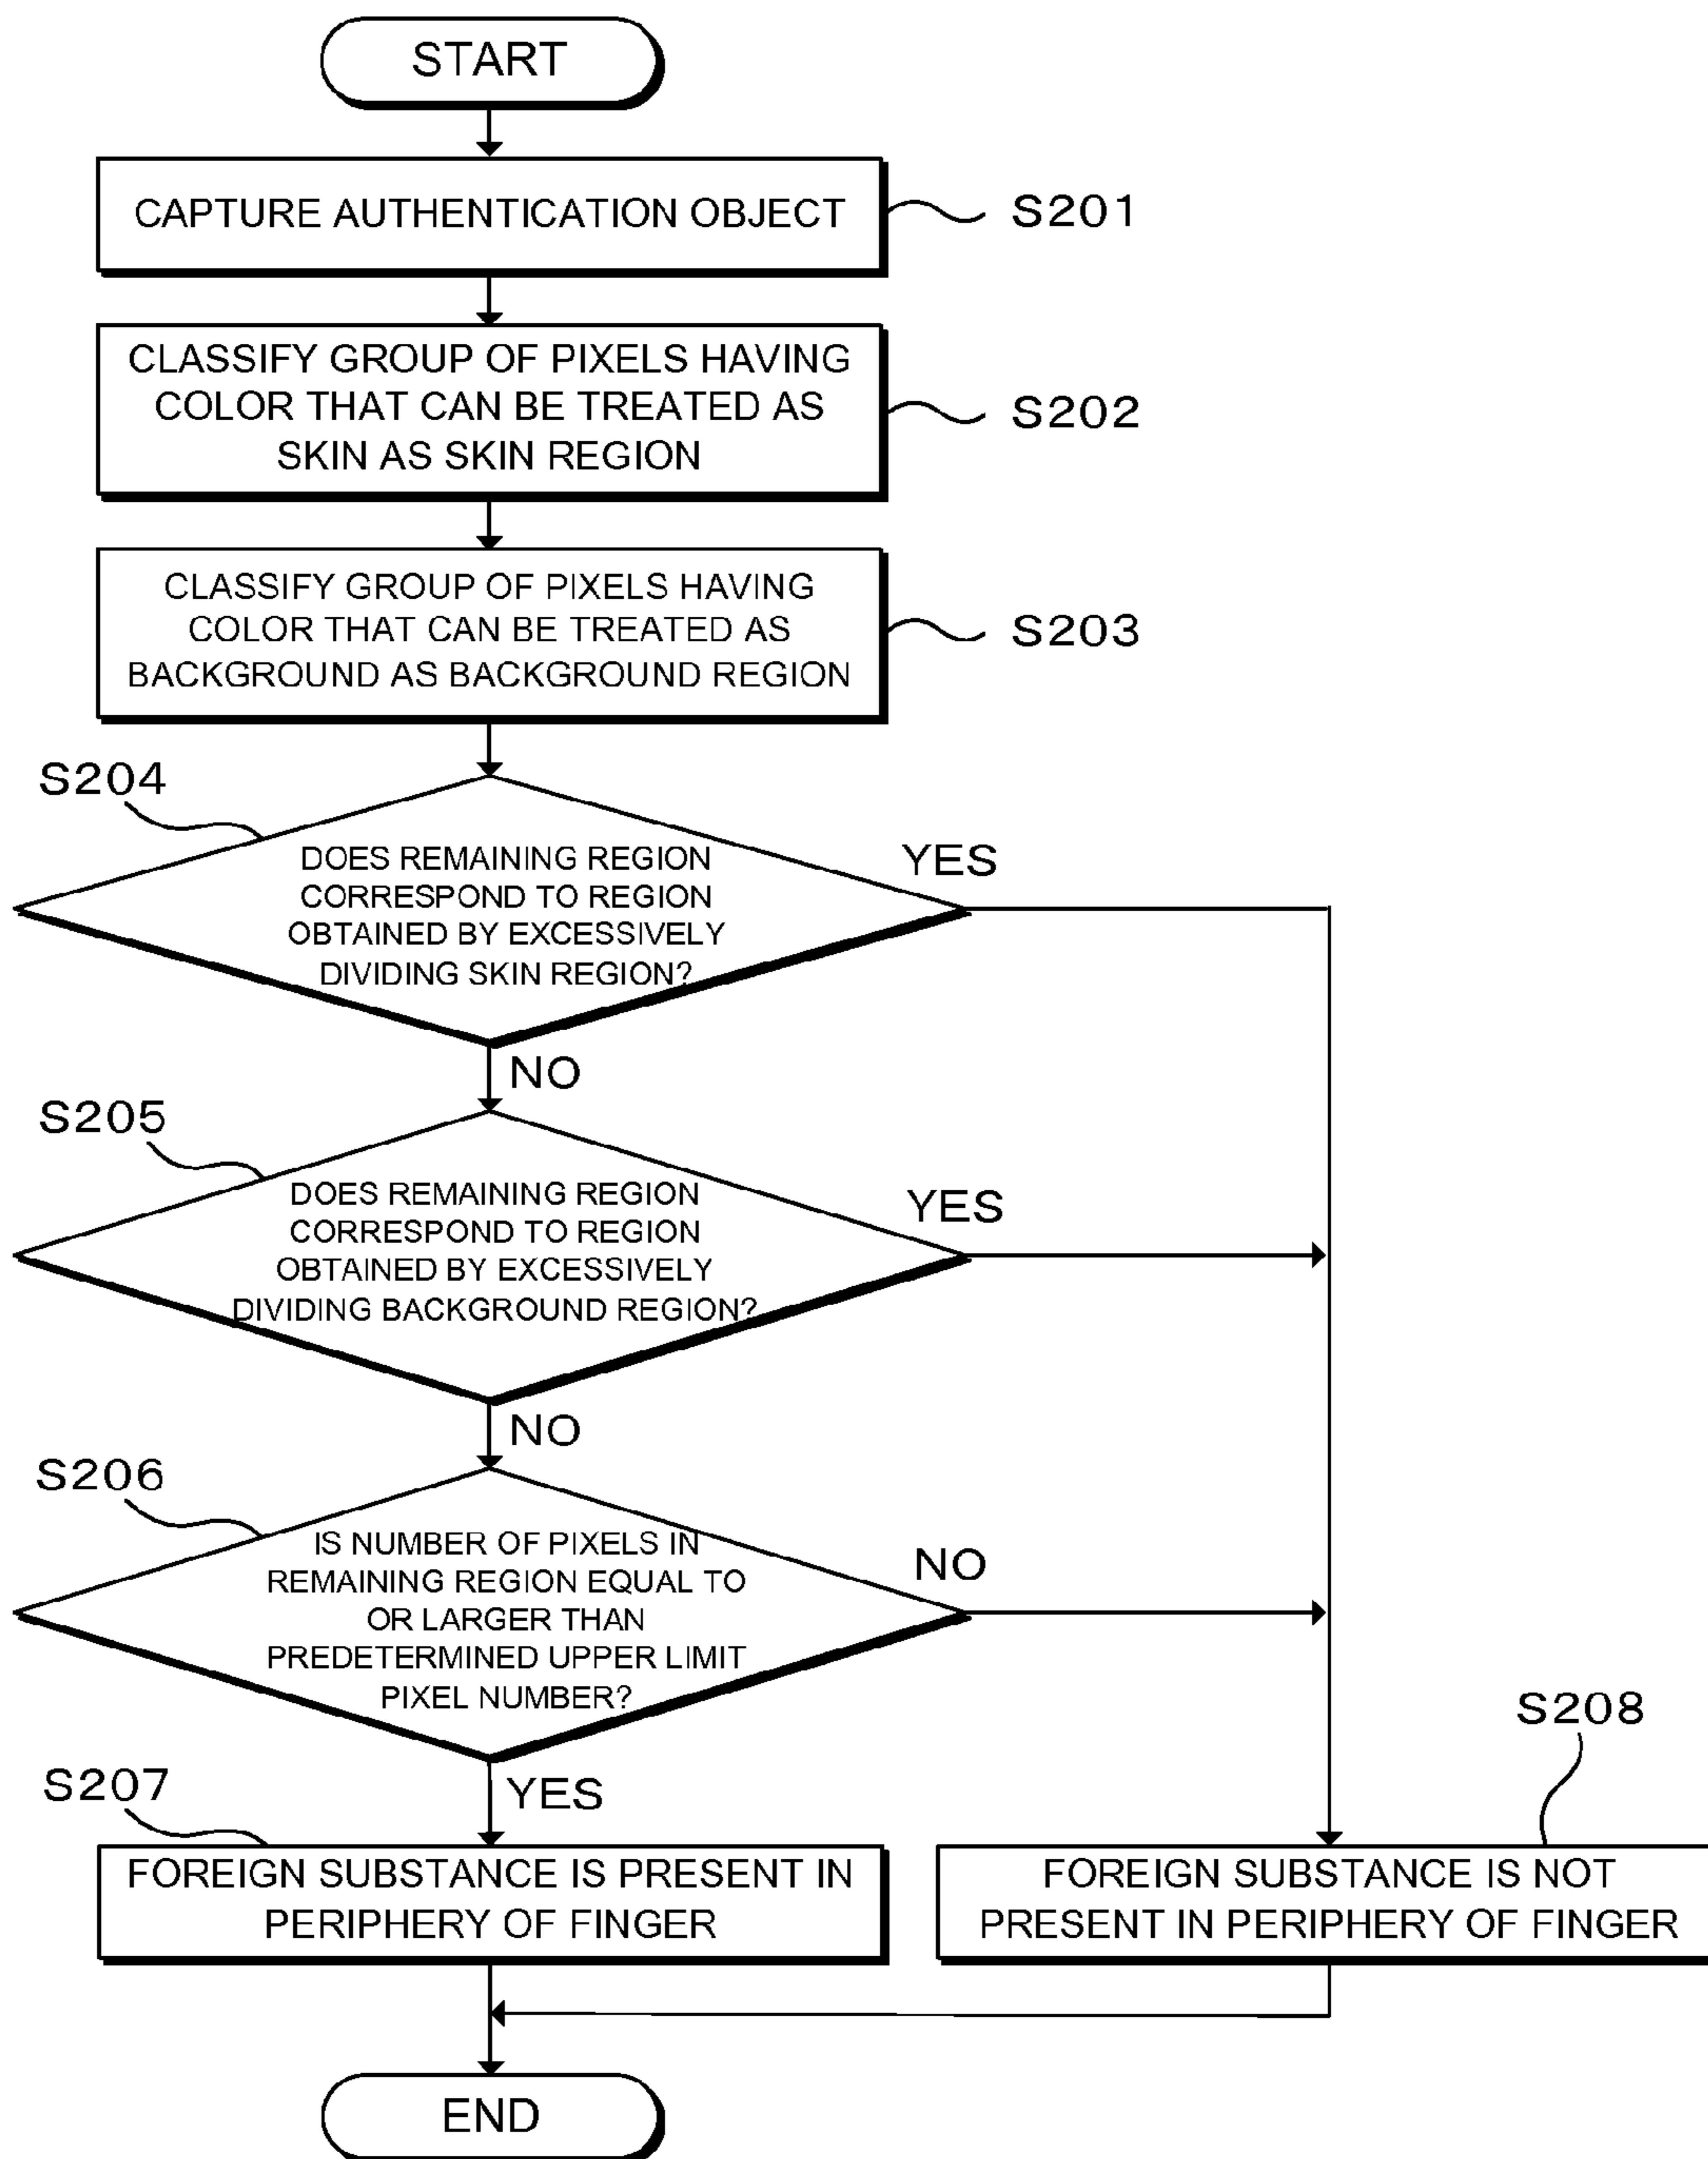 START
CAPTURE AUTHENTICATION OBJECT
S201
CLASSIFY GROUP OF PIXELS HAVING
COLOR THAT CAN BE TREATED AS
SKIN AS SKIN REGION
S202
CLASSIFY GROUP OF PIXELS HAVING
COLOR THAT CAN BE TREATED AS
BACKGROUND AS BACKGROUND REGION
S203
S204
DOES REMAINING REGION
CORRESPOND TO REGION
OBTAINED BY EXCESSIVELY
DIVIDING SKIN REGION?
YES
NO
S205
DOES REMAINING REGION
CORRESPOND TO REGION
OBTAINED BY EXCESSIVELY
DIVIDING BACKGROUND REGION?
YES
NO
S206
IS NUMBER OF PIXELS IN
REMAINING REGION EQUAL TO
OR LARGER THAN
PREDETERMINED UPPER LIMIT
PIXEL NUMBER?
NO
YES
S207
FOREIGN SUBSTANCE IS PRESENT IN
PERIPHERY OF FINGER
S208
FOREIGN SUBSTANCE IS NOT
PRESENT IN PERIPHERY OF FINGER
END